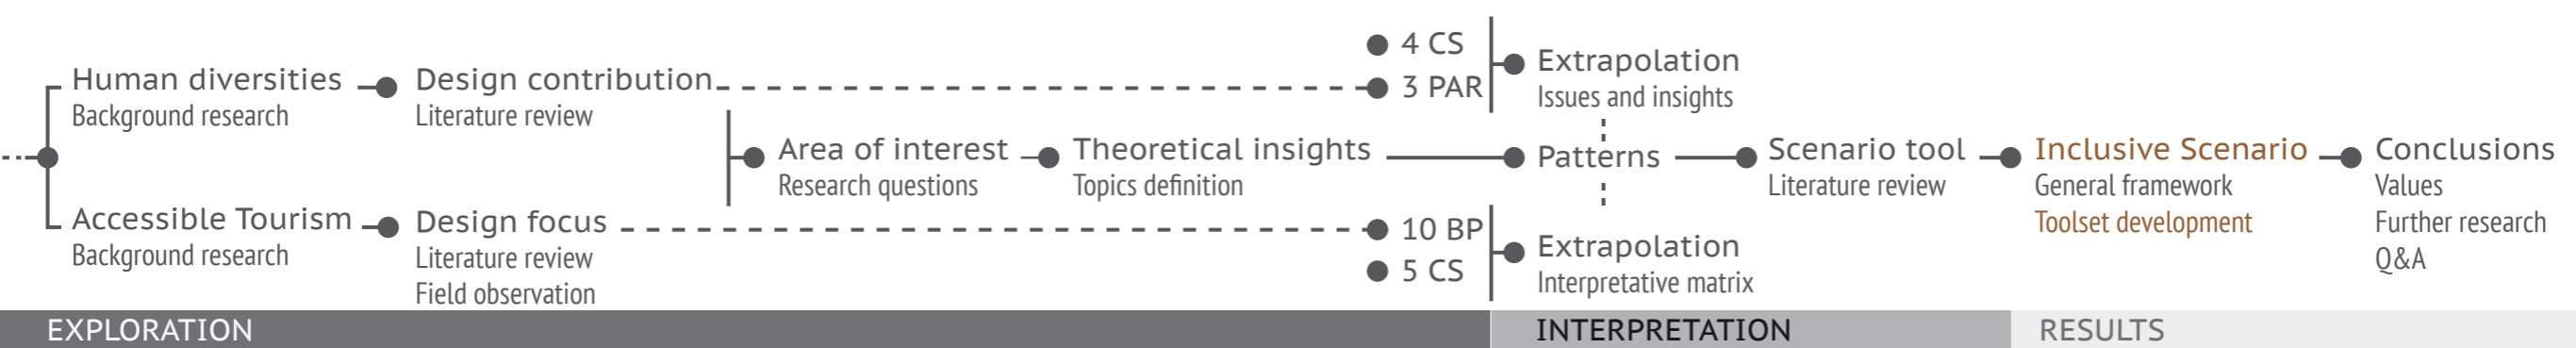 Human diversities
Background research
Accessible Tourism
Background research
Design contribution
Literature review
Design focus
Literature review
Field observation
Area of interest
Research questions
Theoretical insights
Topics definition
4 CS
3 PAR
10 BP
5 CS
Extrapolation
Issues and insights
Patterns
Extrapolation
Interpretative matrix
Scenario tool
Literature review
Inclusive Scenario
General framework
Toolset development
Conclusions
Values
Further research
Q&A
EXPLORATION
INTERPRETATION
RESULTS